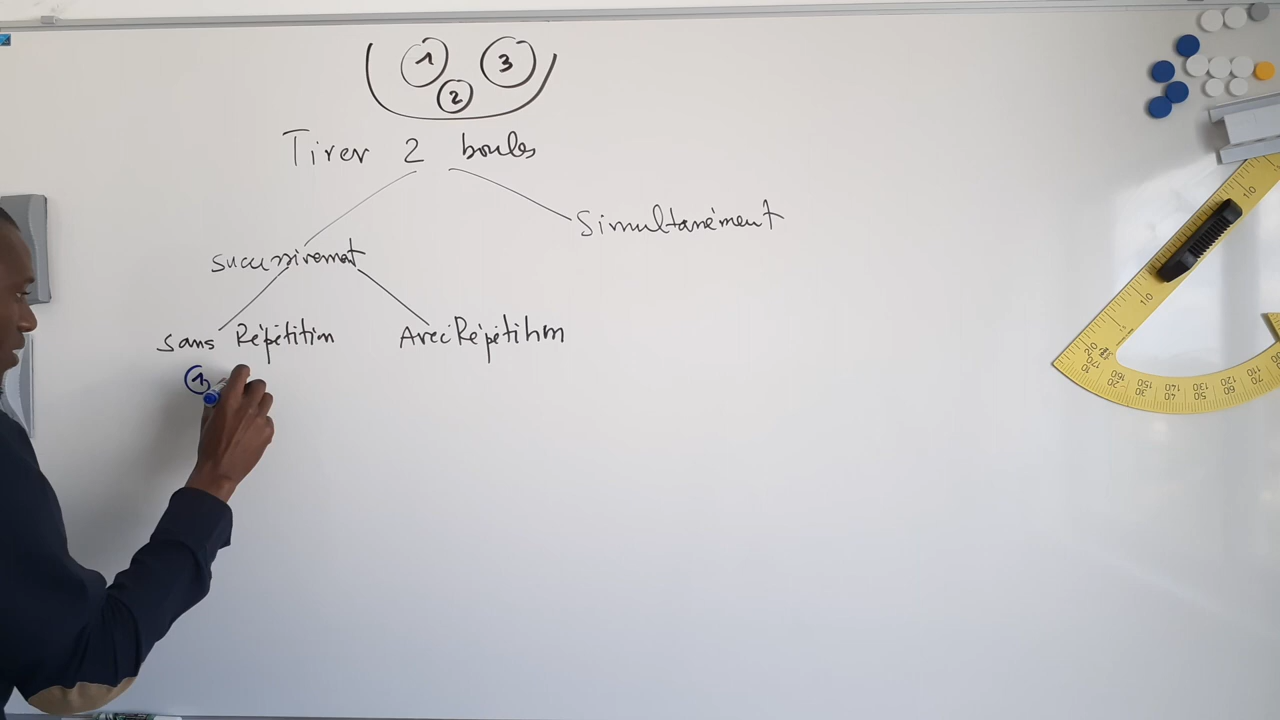 1 3
2
Tirer 2 boules
Simultanément
Successivement
Sans Répétition Avec Répétition
1